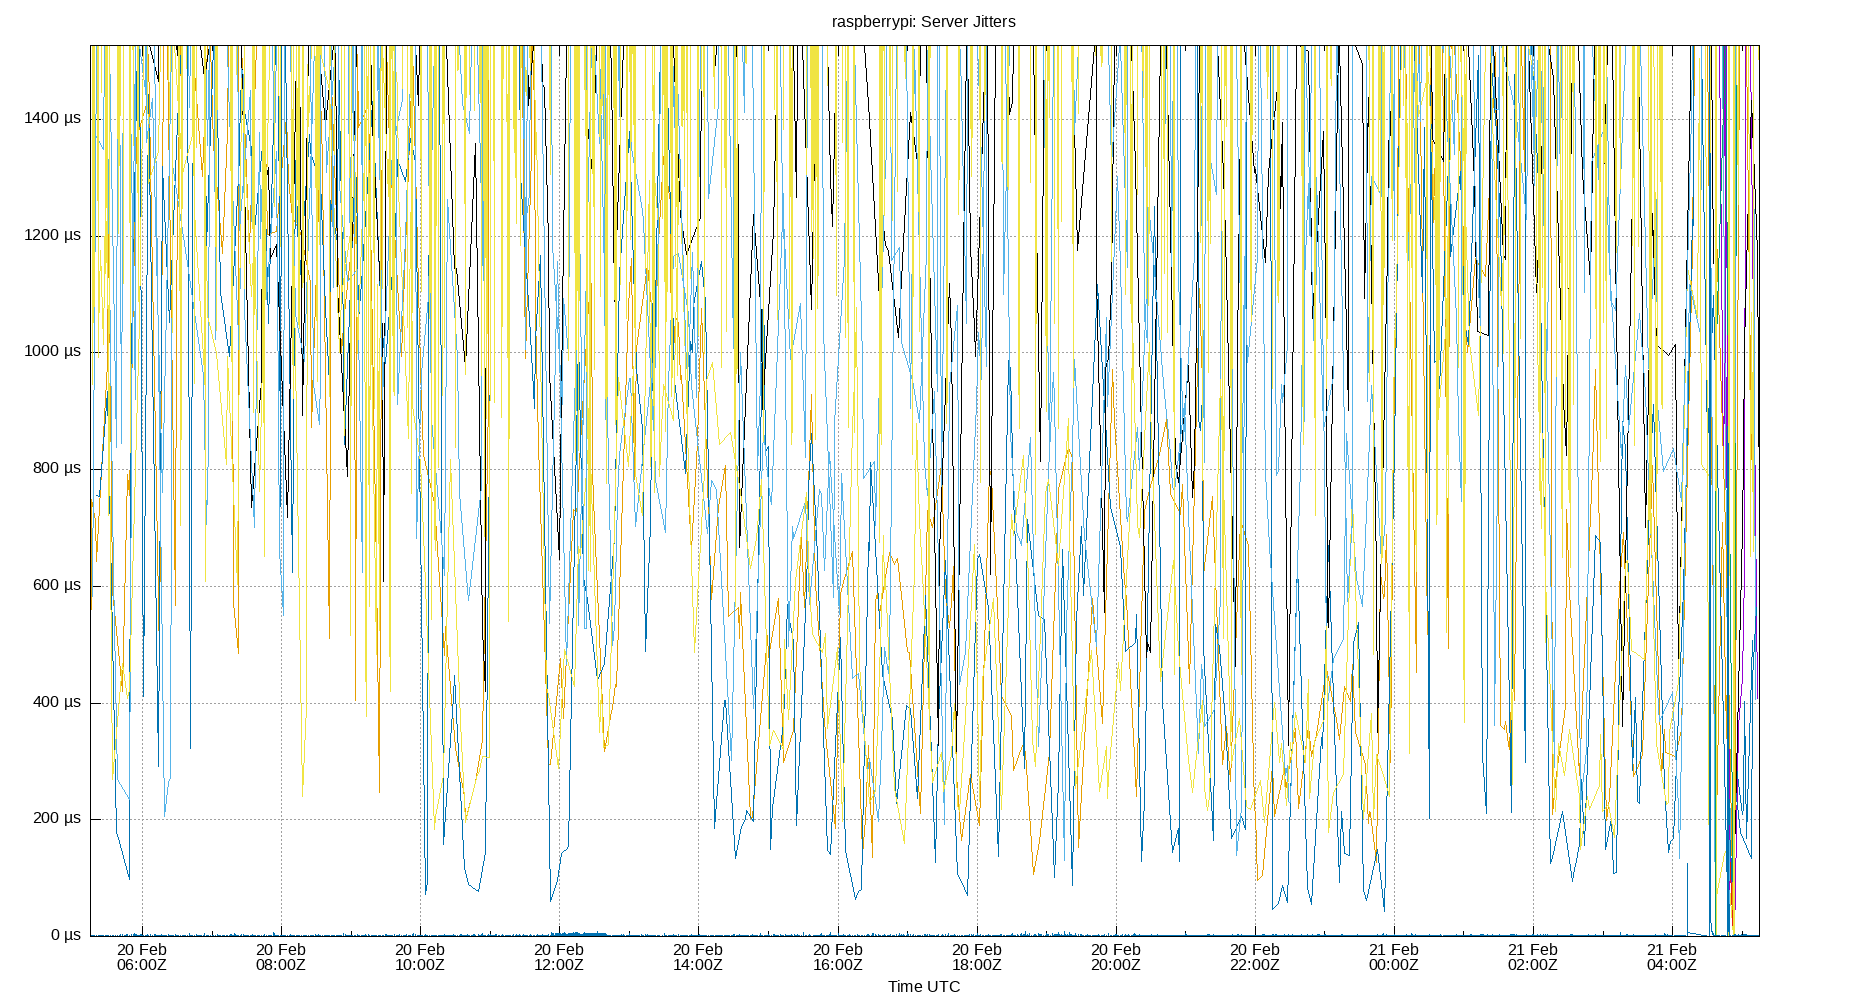 raspberrypi: Server Jitters
1400 µs
1200 µs
1000 µs
800 µs
600 µs
400 µs
200 µs
0 µs
20 Feb 20 Feb 20 Feb 20 Feb 20 Feb 20 Feb 20 Feb 20 Feb 20 Feb 21 Feb 21 Feb 21 Feb
06:00Z 08:00Z 10:00Z 12:00Z 14:00Z 16:00Z 18:00Z 20:00Z 22:00Z 00:00Z 02:00Z 04:00Z
Time UTC